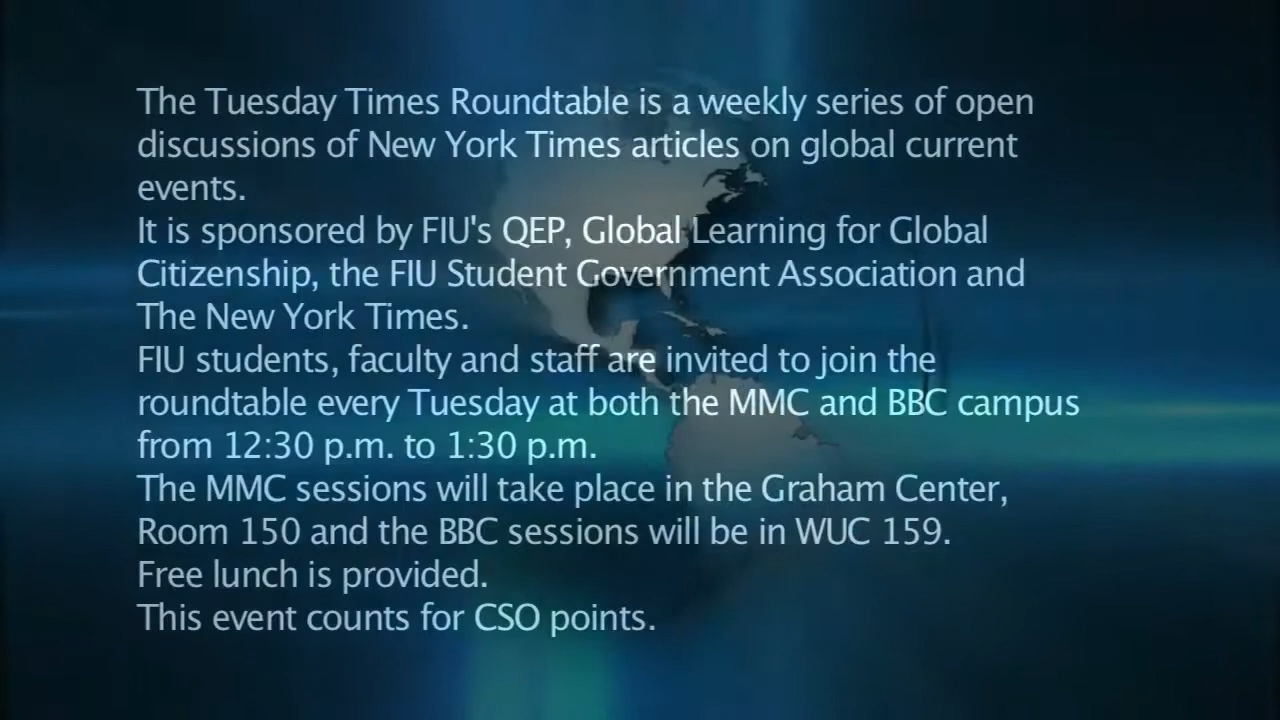 The Tuesday Times Roundtable is a weekly series of open
discussions of New York Times articles on global current
events.
It is sponsored by FIU's QEP, Global Learning for Global
Citizenship, the FIU Student Government Association and
The New York Times.
FIU students, faculty and staff are invited to join the
roundtable every Tuesday at both the MMC and BBC campus
from 12:30 p.m. to 1:30 p.m.
The MMC sessions will take place in the Graham Center,
Room 150 and the BBC sessions will be in WUC 159.
Free lunch is provided.
This event counts for CSO points.